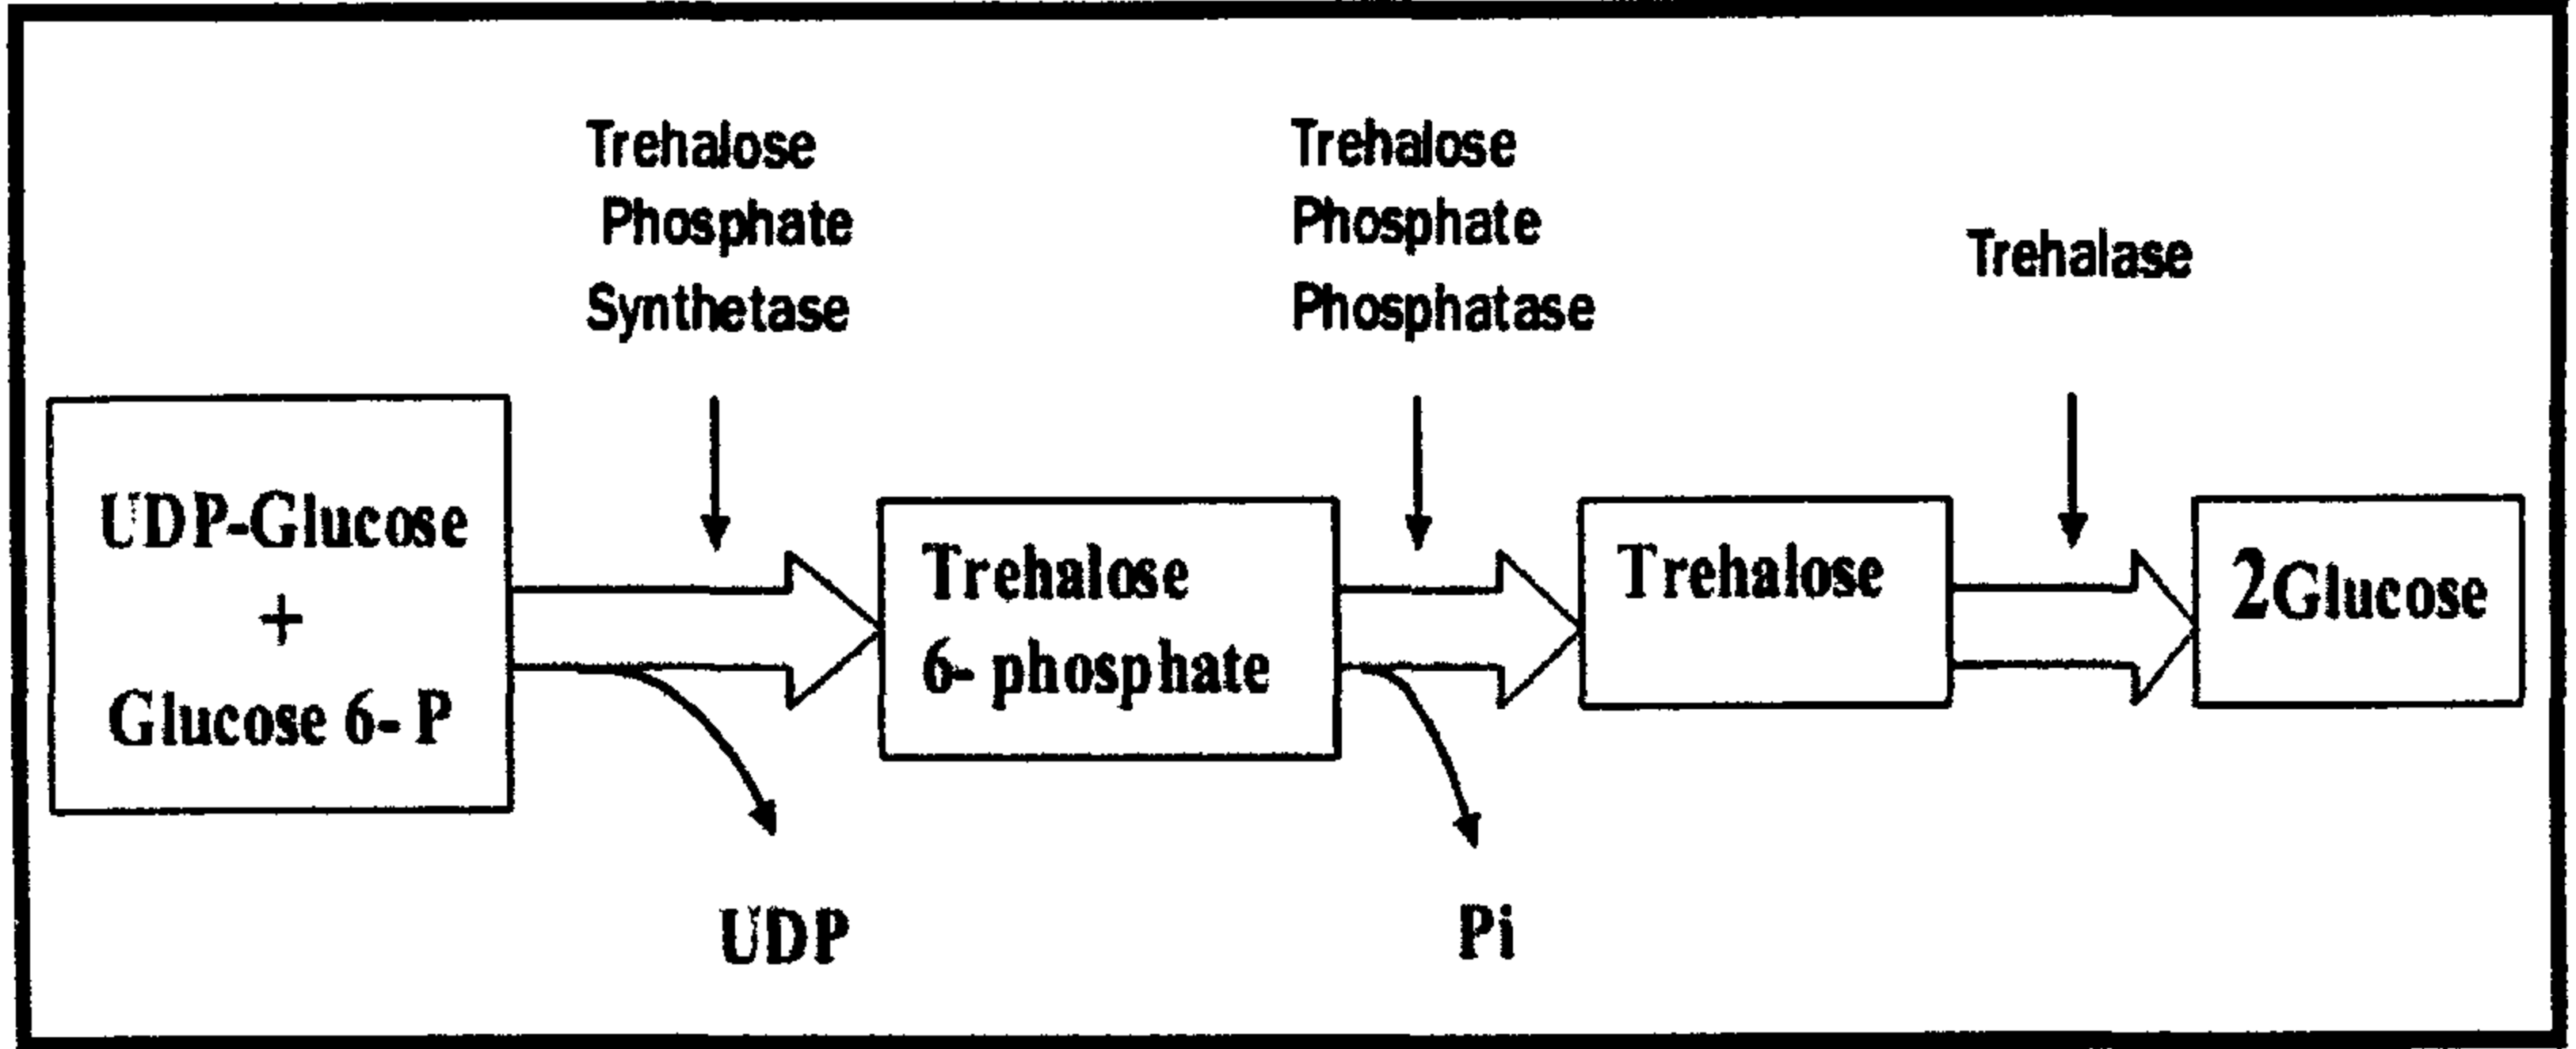 Trehalose
Phosphate
Synthetase
Trehalose
Phosphate
Phosphatase
Trehalase
UDP-Glucose
+
Glucose 6- P
Trehalose
6- phosphate
Trehalose
2Glucose
UDP
Pi